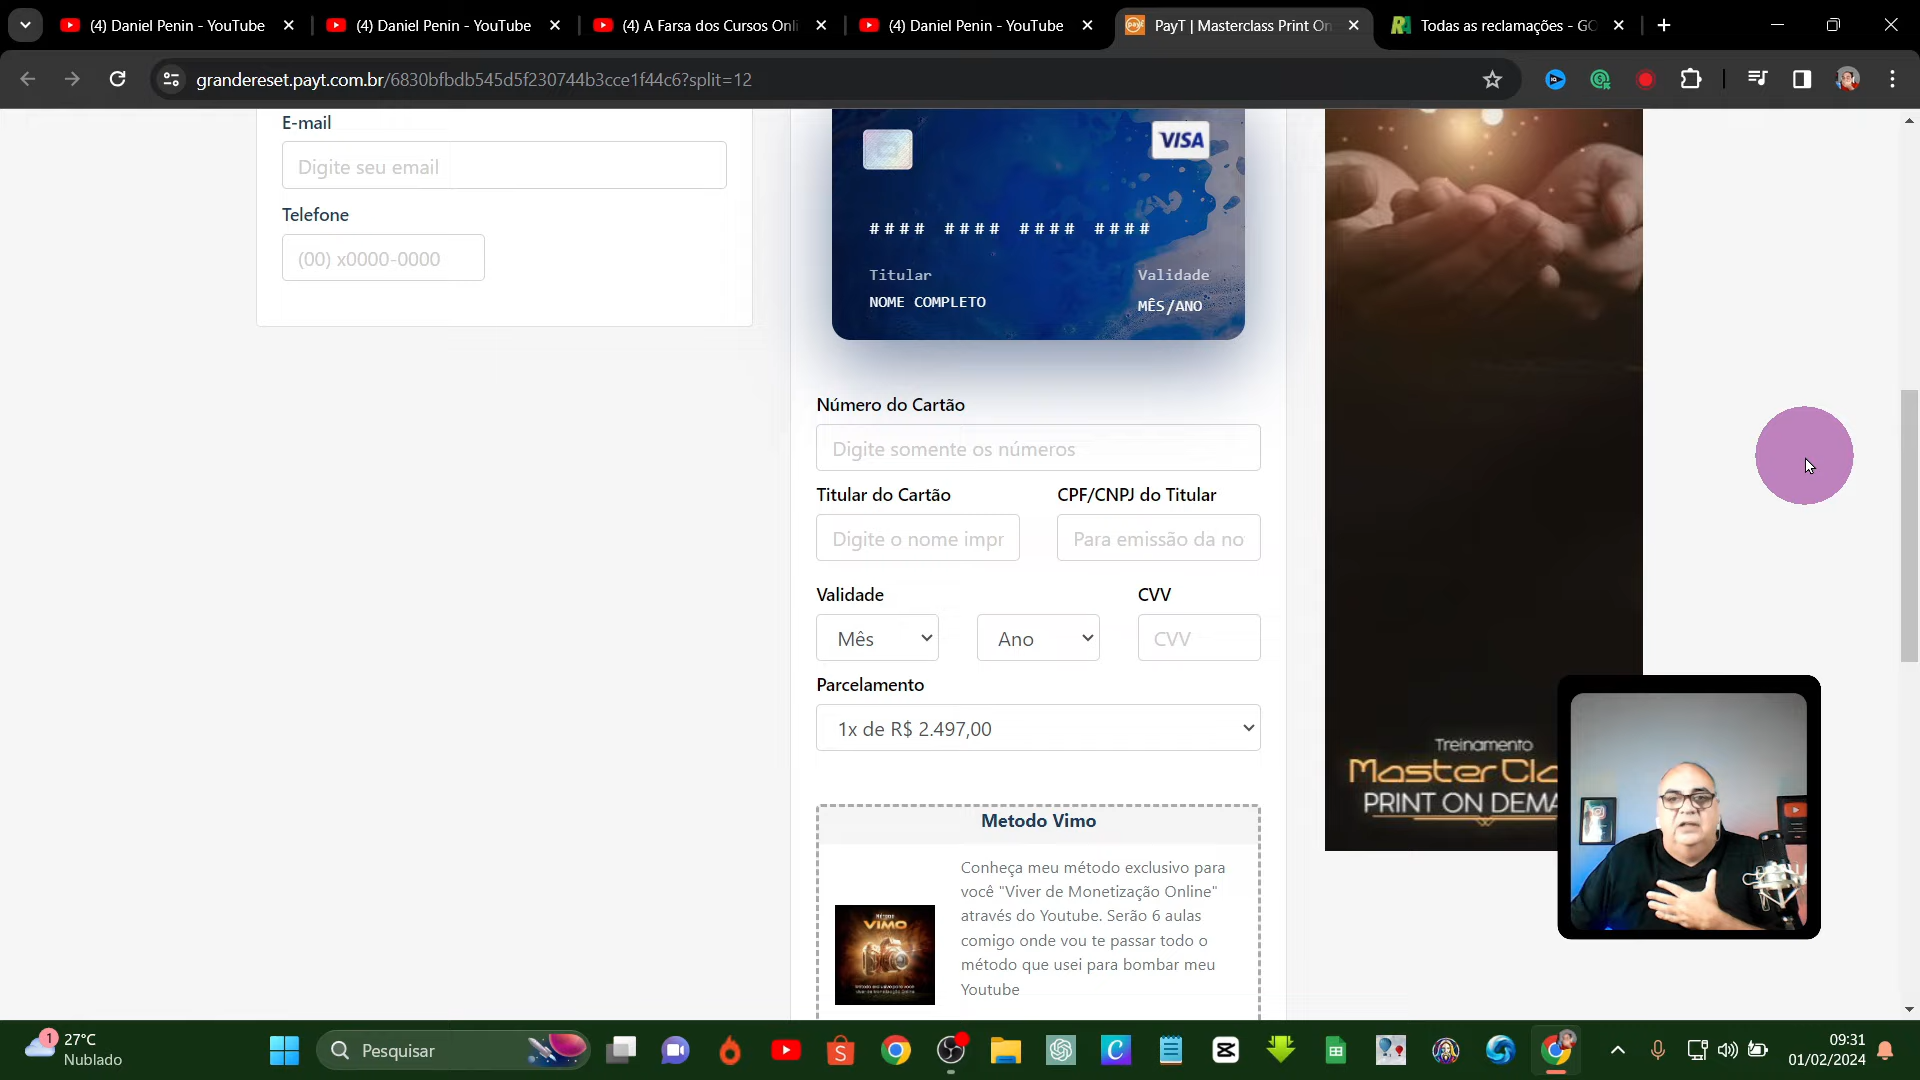 (4) Daniel Penin - YouTube
(4) Daniel Penin - YouTube
(4) A Farsa dos Cursos Onli
(4) Daniel Penin - YouTube
PayT | Masterclass Print On
Todas as reclamações - GO
grandereset.payt.com.br/6830bfbdb545d5f230744b3cce1f44c6?split=12
E-mail
Digite seu email
Telefone
(00) x0000-0000
VISA
#### #### #### ####
Titular
Validade
NOME COMPLETO
MÊS/ANO
Número do Cartão
Digite somente os números
Titular do Cartão
CPF/CNPJ do Titular
Digite o nome impr
Para emissão da no
Validade
CVV
Mês
Ano
CVV
Parcelamento
1x de R$ 2.497,00
Treinamento
MasterCla
PRINT ON DEMA
Metodo Vimo
Conheça meu método exclusivo para
você "Viver de Monetização Online"
através do Youtube. Serão 6 aulas
comigo onde vou te passar todo o
método que usei para bombar meu
Youtube
VIMO
1
27°C
Nublado
Pesquisar
09:31
01/02/2024